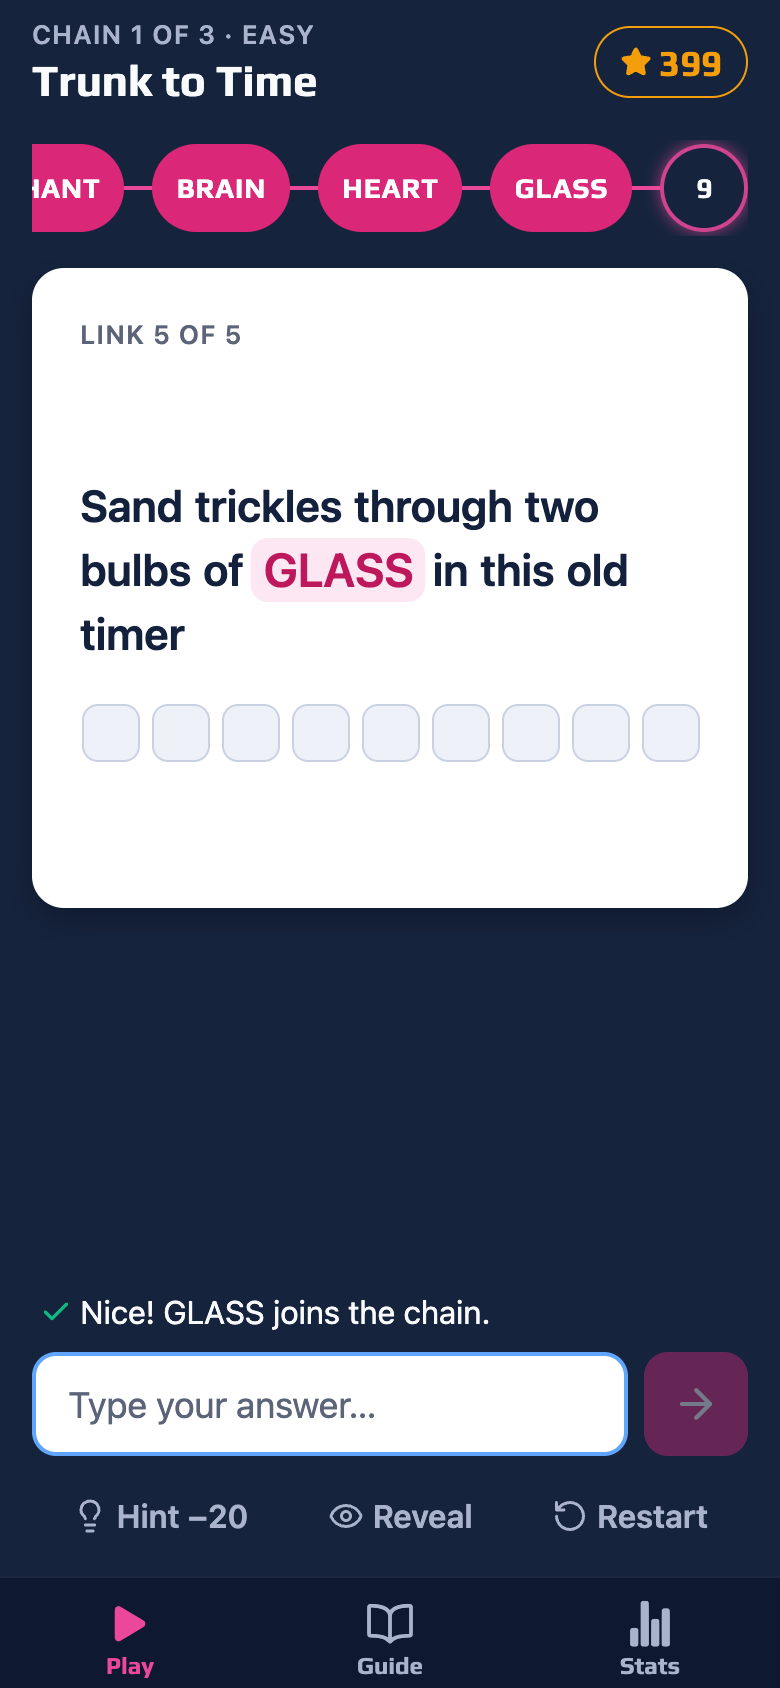 CHAIN 1 OF 3 · EASY
Trunk to Time
399
HANT BRAIN HEART GLASS 9
LINK 5 OF 5
Sand trickles through two
bulbs of GLASS in this old
timer
Nice! GLASS joins the chain.
Type your answer...
Hint –20 Reveal Restart
Play Guide Stats